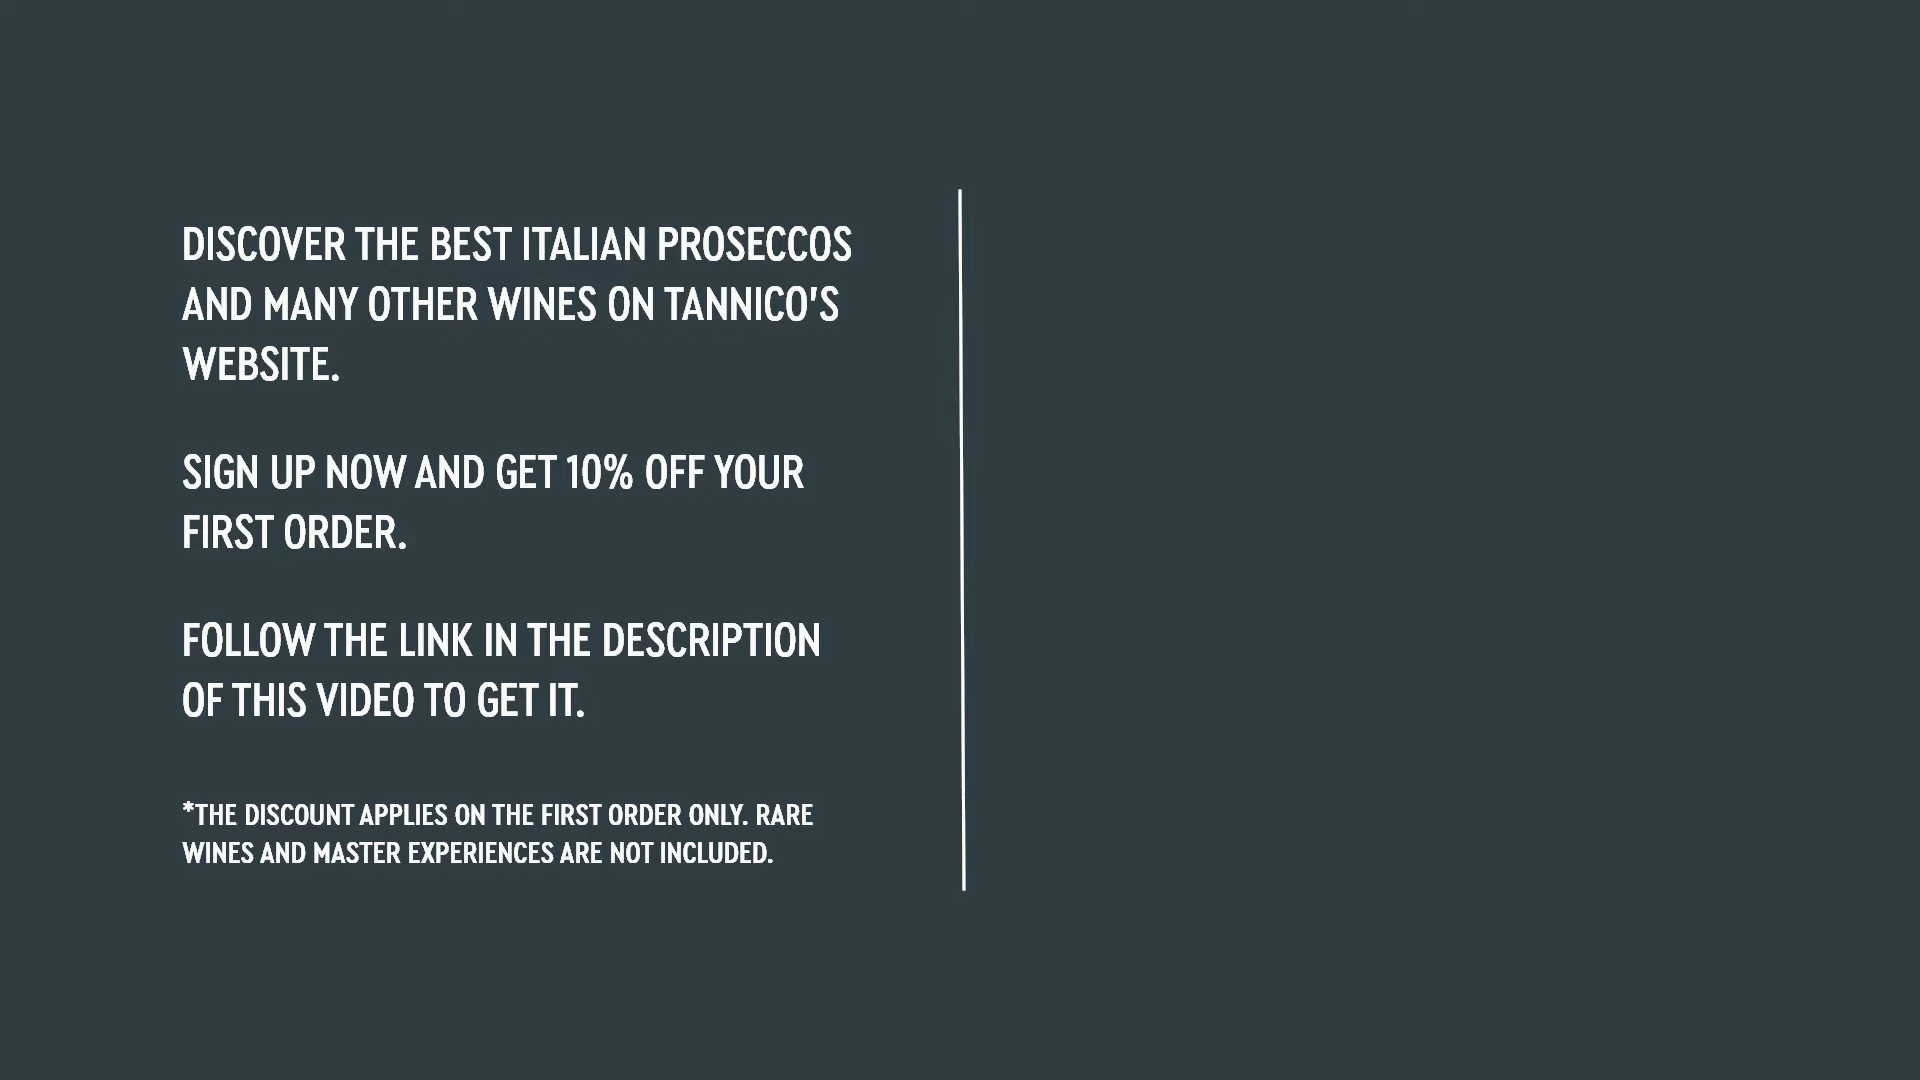 DISCOVER THE BEST ITALIAN PROSECCOS
AND MANY OTHER WINES ON TANNICO'S
WEBSITE.
SIGN UP NOW AND GET 10% OFF YOUR
FIRST ORDER.
FOLLOW THE LINK IN THE DESCRIPTION
OF THIS VIDEO TO GET IT.
*THE DISCOUNT APPLIES ON THE FIRST ORDER ONLY. RARE
WINES AND MASTER EXPERIENCES ARE NOT INCLUDED.